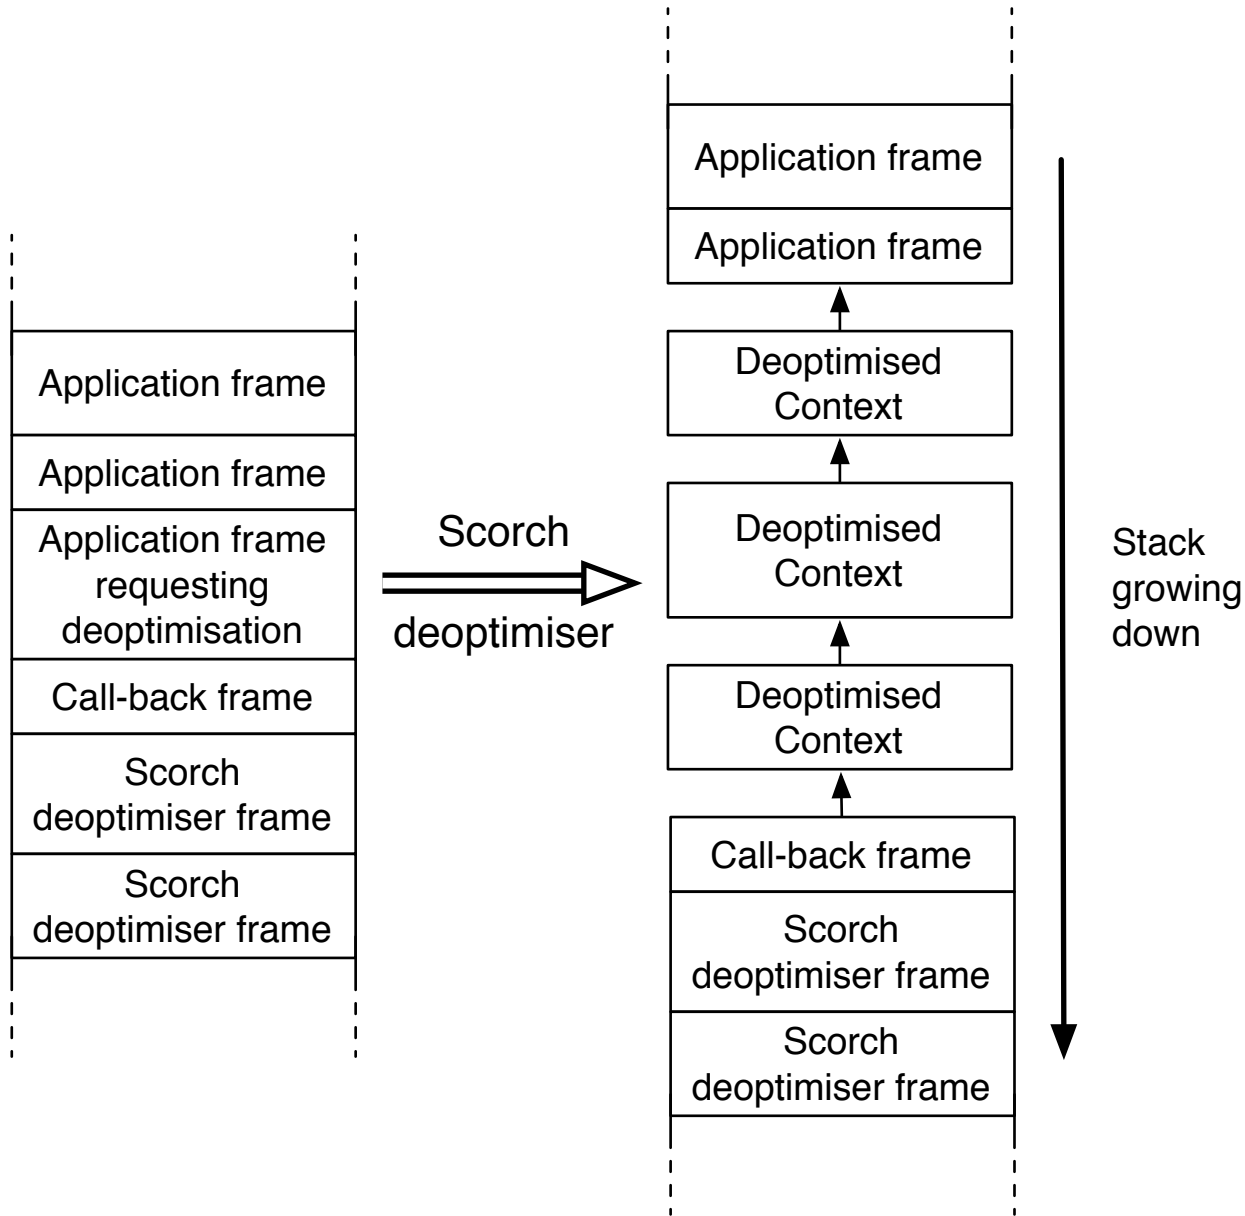 Application frame
Application frame
Application frame
requesting
deoptimisation
Call-back frame
Scorch
deoptimiser frame
Scorch
deoptimiser frame
Scorch
deoptimiser
Application frame
Application frame
Deoptimised
Context
Deoptimised
Context
Deoptimised
Context
Call-back frame
Scorch
deoptimiser frame
Scorch
deoptimiser frame
Stack
growing
down